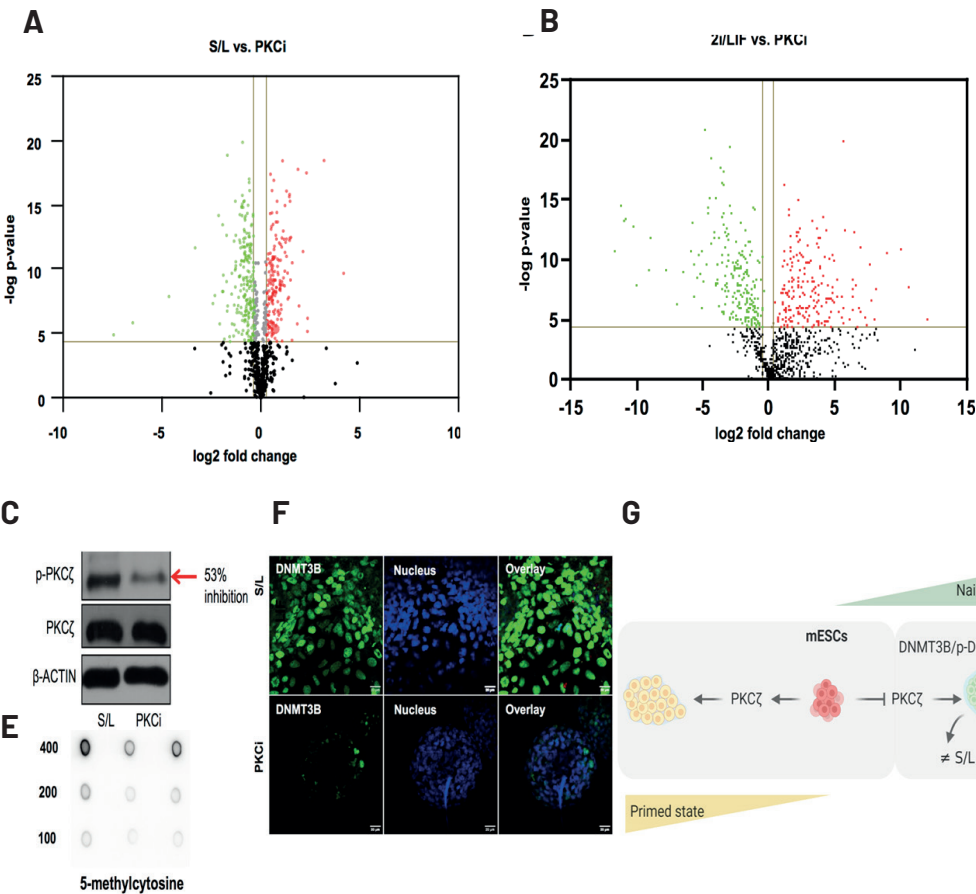 A
S/L vs. PKCi
25
20
15
10
5
0
-10
-5
0
5
10
-log p-value
log2 fold change
B
2i/LIF vs. PKCi
25
20
15
10
5
0
-15
-10
-5
0
5
10
15
-log p-value
log2 fold change
C
p-PKCζ
53%
inhibition
PKCζ
β-ACTIN
S/L PKCi
E
400
200
100
5-methylcytosine
F
S/L
DNMT3B Nucleus Overlay
PKCi
DNMT3B Nucleus Overlay
G
Nai
mESCs
DNMT3B/p-D
PKCζ
PKCζ
≠ S/L
Primed state